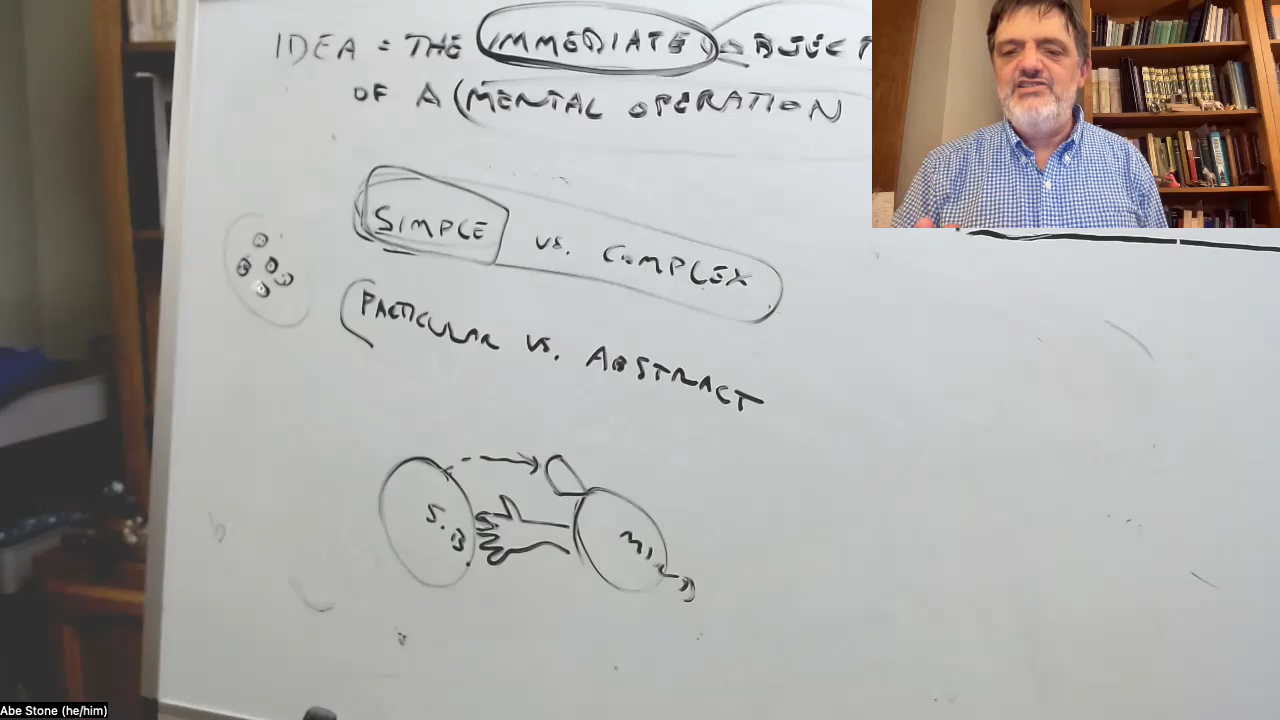 IDEA = THE IMMEDIATE OBJECT
OF A (MENTAL OPERATION
SIMPLE vs. COMPLEX
PARTICULAR vs. ABSTRACT
S.B
MIND
Abe Stone (he/him)